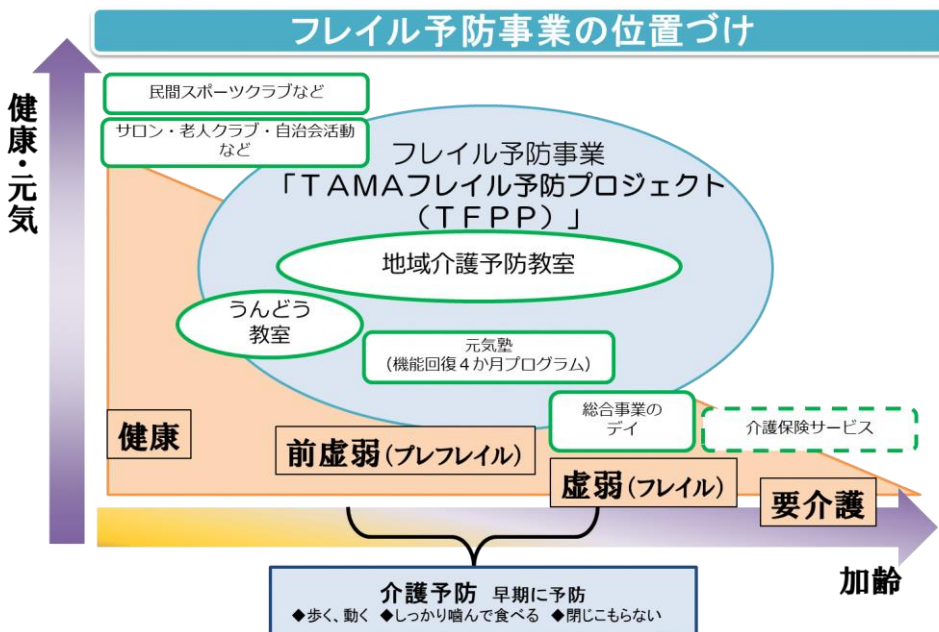 フレイル予防事業の位置づけ
健康・元気
民間スポーツクラブなど
サロン・老人クラブ・自治会活動
など
フレイル予防事業
「TAMAフレイル予防プロジェクト
(TFPP)」
地域介護予防教室
うんどう
教室
元気塾
(機能回復4か月プログラム)
総合事業の
デイ
介護保険サービス
健康
前虚弱(プレフレイル)
虚弱(フレイル)
要介護
加齢
介護予防 早期に予防
◆歩く、動く ◆しっかり噛んで食べる ◆閉じこもらない